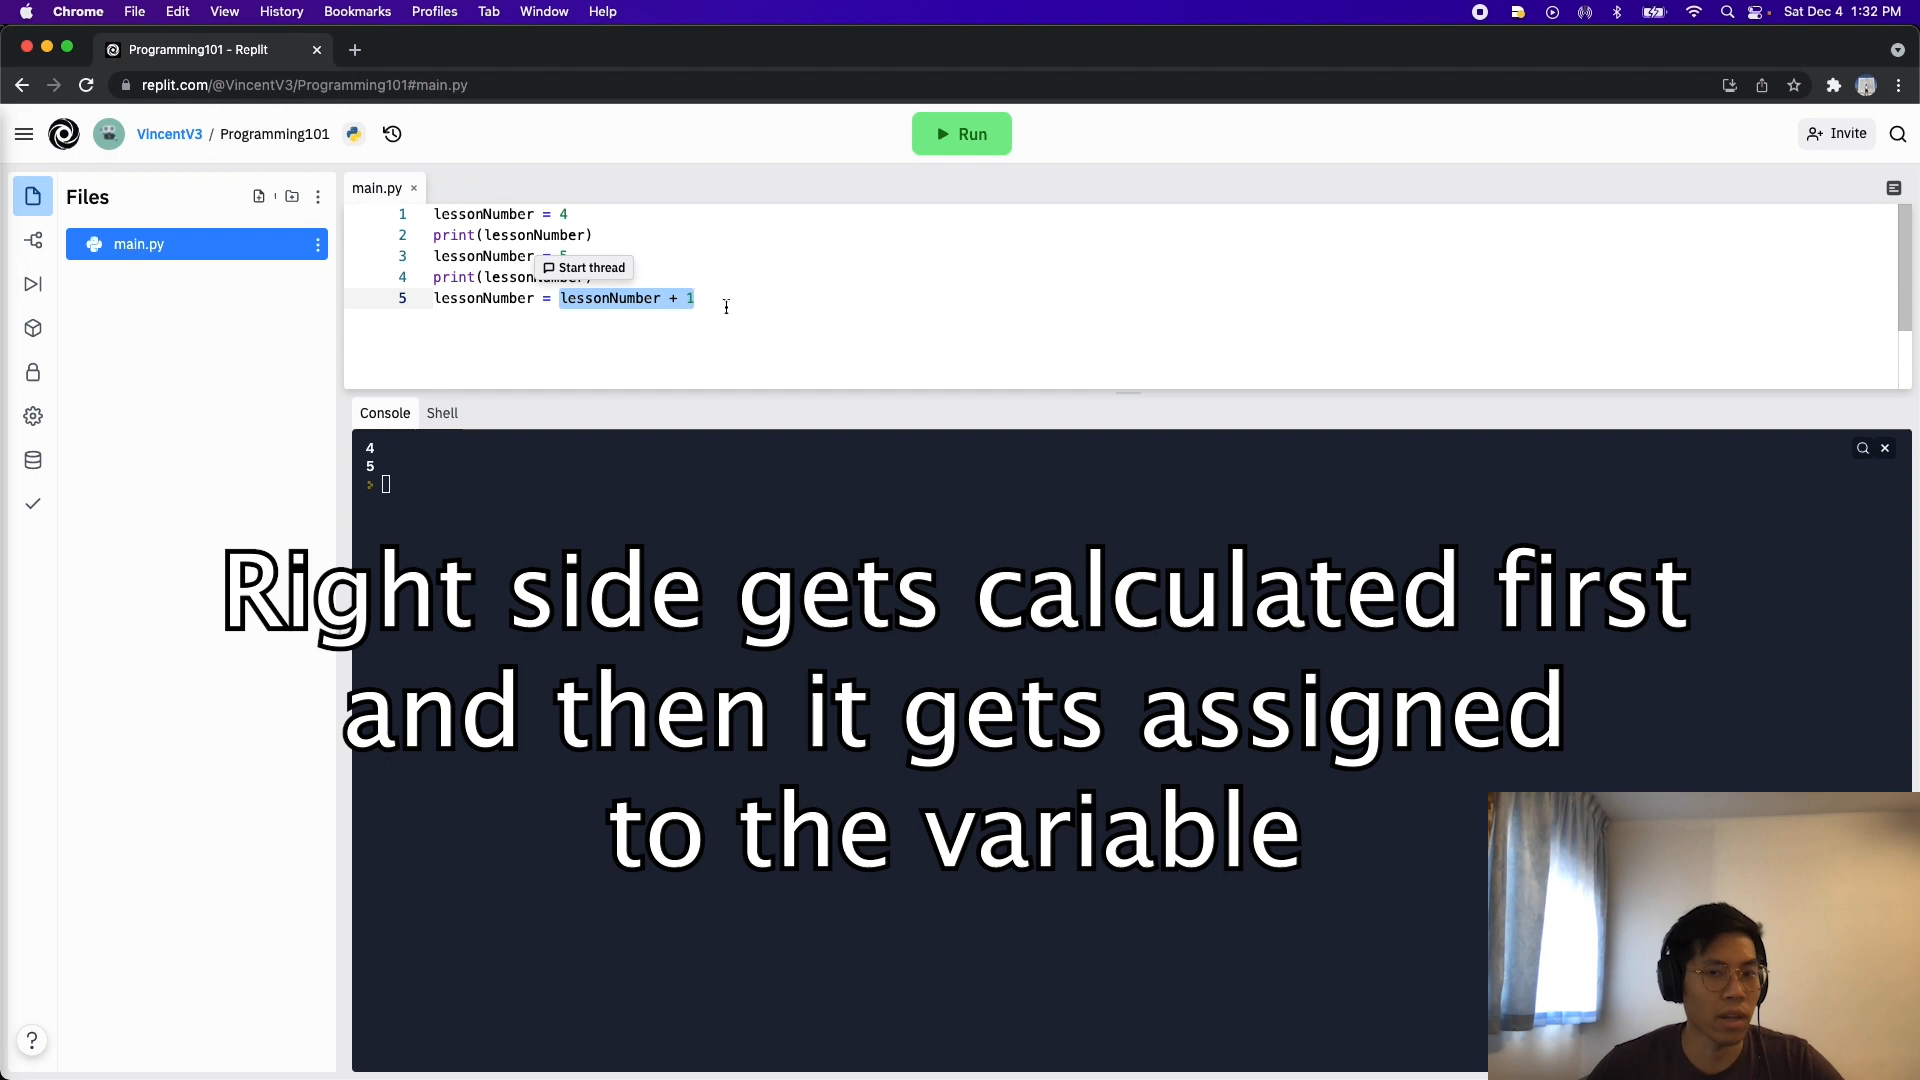 Chrome File Edit View History Bookmarks Profiles Tab Window Help Sat Dec 4 1:32 PM
Programming101 - Replit
replit.com/@VincentV3/Programming101#main.py
VincentV3 / Programming101 Run Invite
Files
main.py
main.py
1 lessonNumber = 4
2 print(lessonNumber)
3 lessonNumber = 5
Start thread
4 print(lessonNumber)
5 lessonNumber = lessonNumber + 1
Console Shell
4
5
Right side gets calculated first
and then it gets assigned
to the variable
?